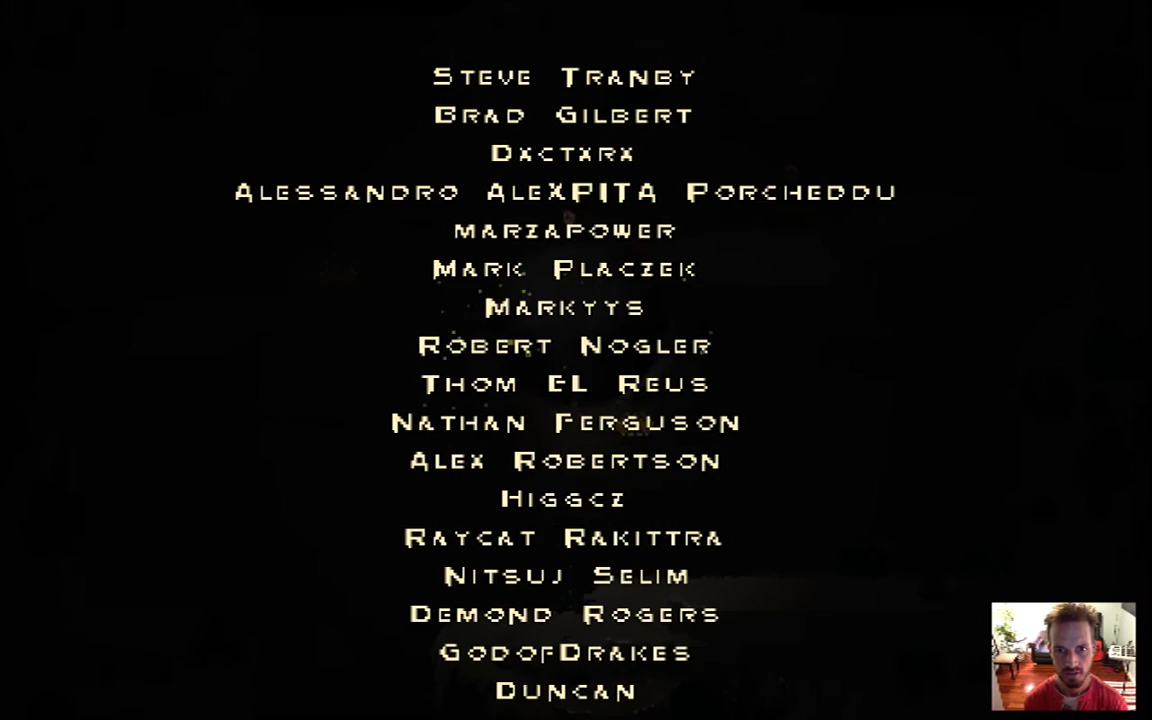 Steve Tranby
Brad Gilbert
Dxctxrx
Alessandro AleXPITA Porcheddu
marzapower
Mark Placzek
Markyys
Robert Nogler
Thom EL Reus
Nathan Ferguson
Alex Robertson
Higgcz
Raycat Rakittra
Nitsuj Selim
Demond Rogers
GodofDrakes
Duncan